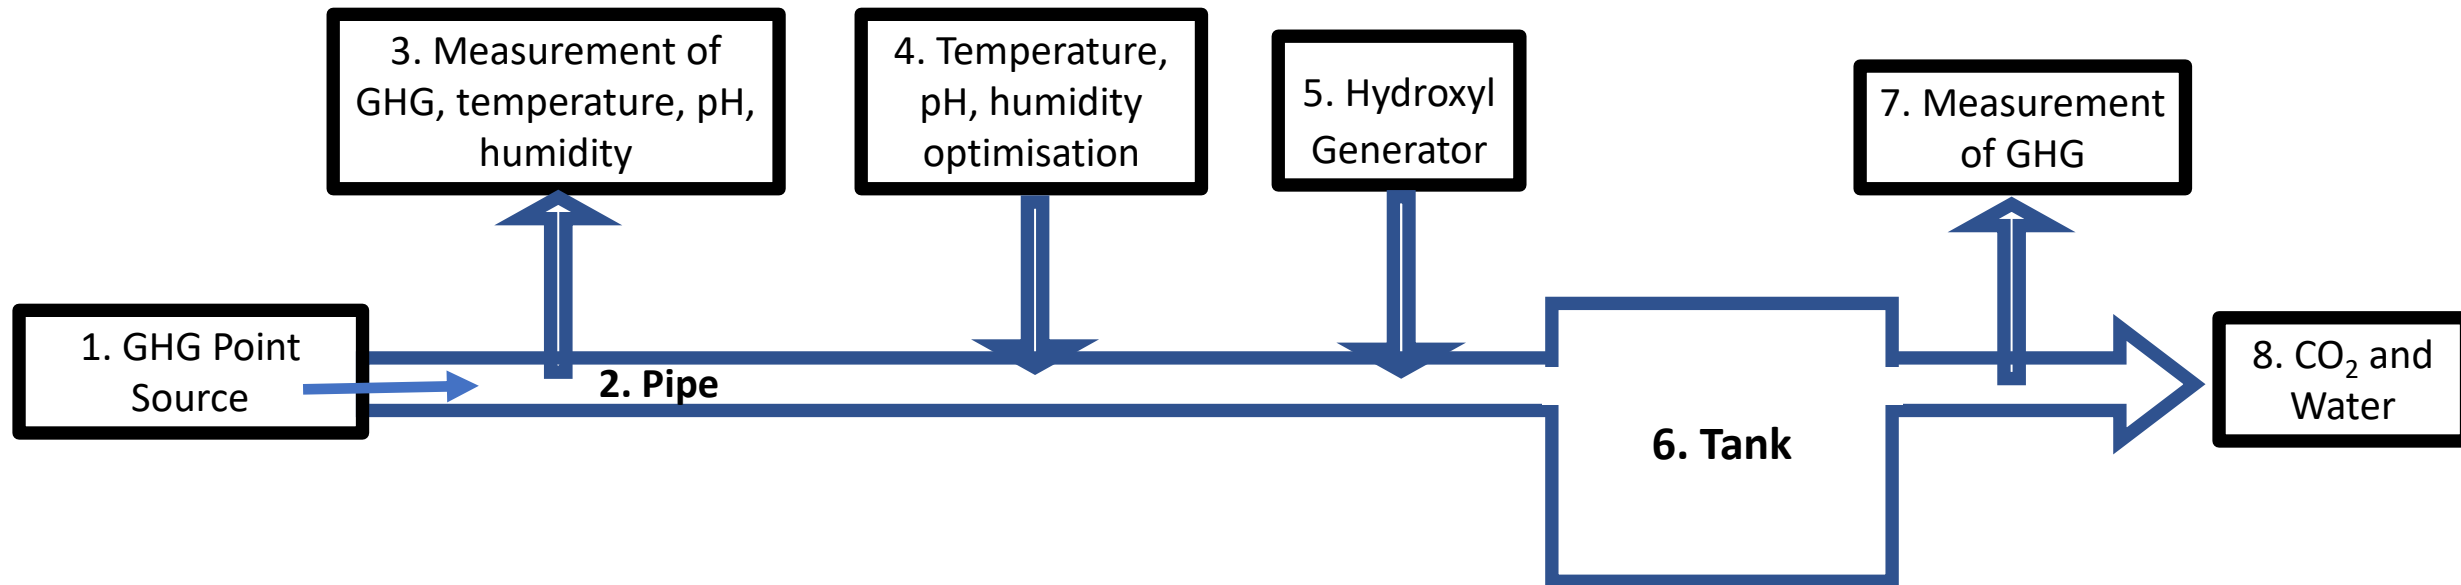 3. Measurement of
GHG, temperature, pH,
humidity
4. Temperature,
pH, humidity
optimisation
5. Hydroxyl
Generator
7. Measurement
of GHG
1. GHG Point
Source
2. Pipe
6. Tank
8. CO₂ and
Water